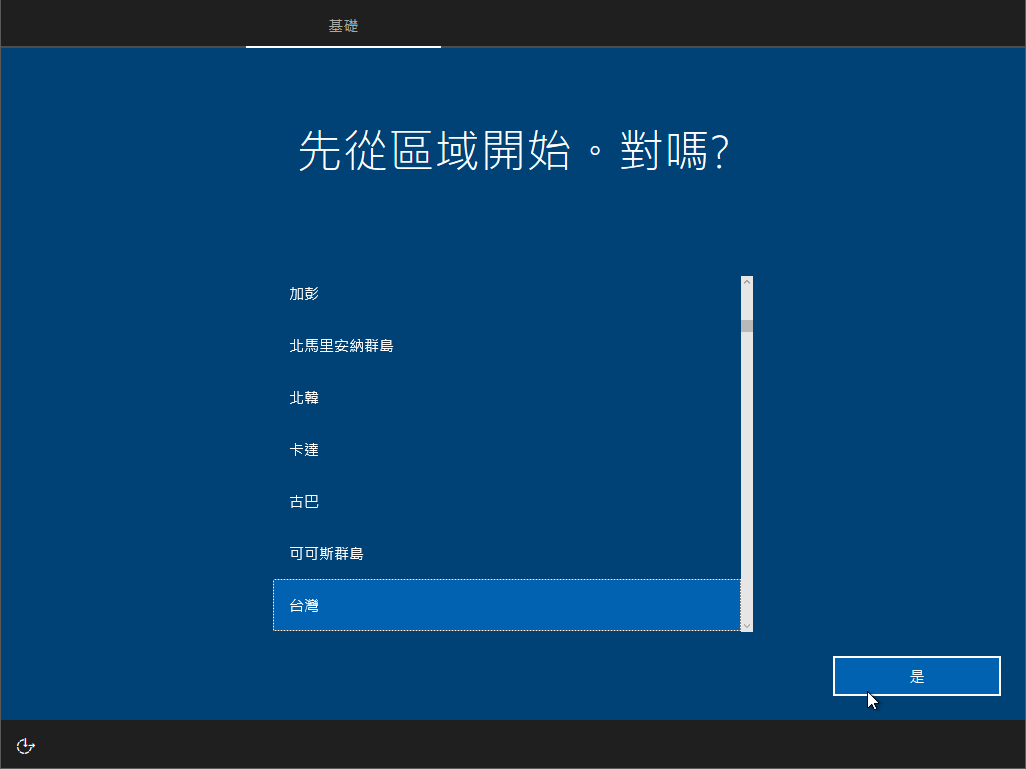 基礎
先從區域開始。對嗎?
加彭
北馬里安納群島
北韓
卡達
古巴
可可斯群島
台灣
是